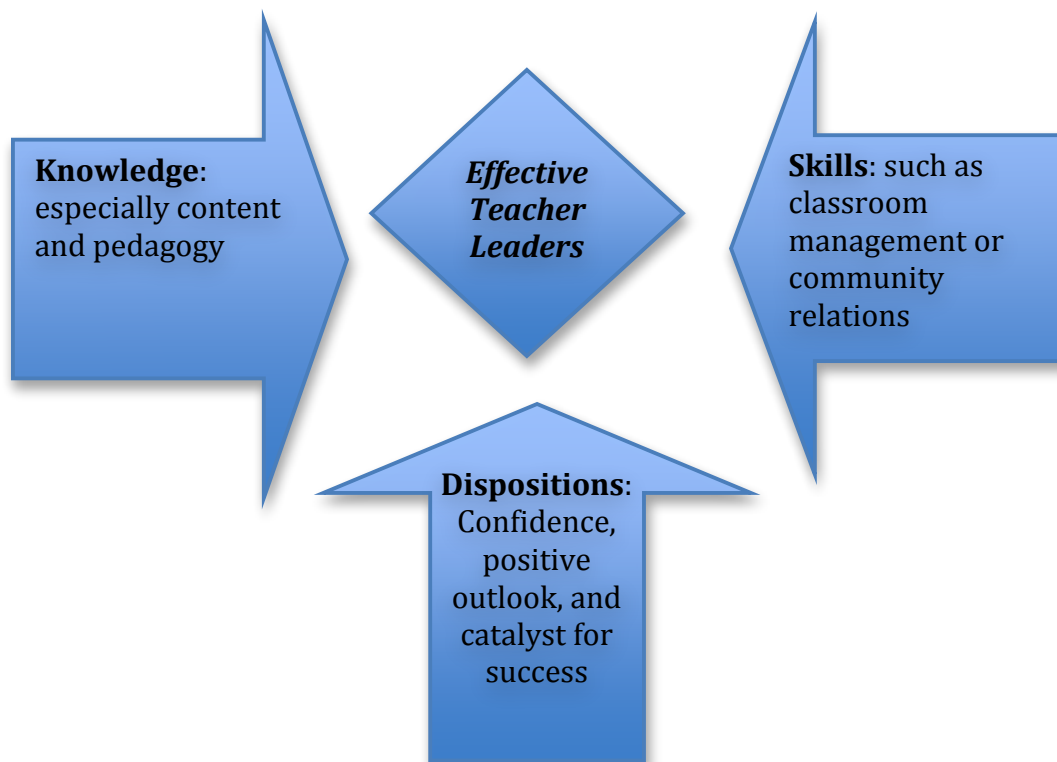 Knowledge:
especially content
and pedagogy
Effective
Teacher
Leaders
Skills: such as
classroom
management or
community
relations
Dispositions:
Confidence,
positive
outlook, and
catalyst for
success